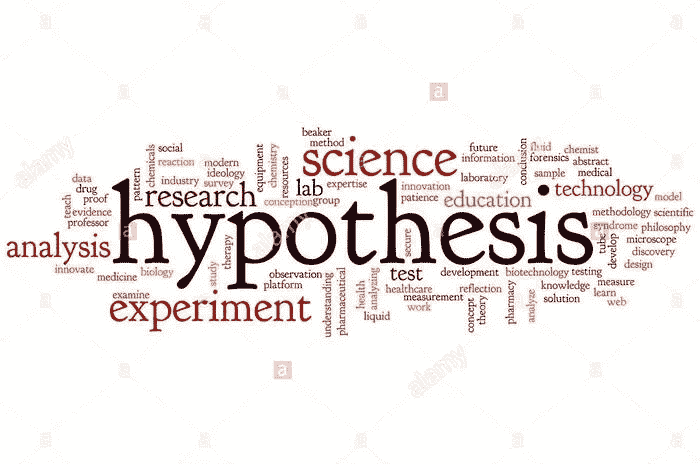 beaker
method
social
chemicals
pattern
reaction
modern
ideology
industry
survey
equipment
chemistry
resources
science
future
information
laboratory
conclusion
fluid
forensics
chemist
abstract
sample
medical
data
drug
proof
teach
evidence
professor
research
conception
lab
group
expertise
innovation
patience
education
technology
model
methodology
scientific
syndrome
philosophy
tube
develop
microscope
discovery
design
analysis
hypothesis
innovate
medicine
biology
study
therapy
secure
observation
platform
understanding
pharmaceutical
health
analyzing
test
development
biotechnology
testing
healthcare
measurement
work
reflection
concept
theory
pharmacy
analyze
knowledge
solution
measure
learn
web
examine
experiment
liquid
alamy
alamy
alamy
a
a